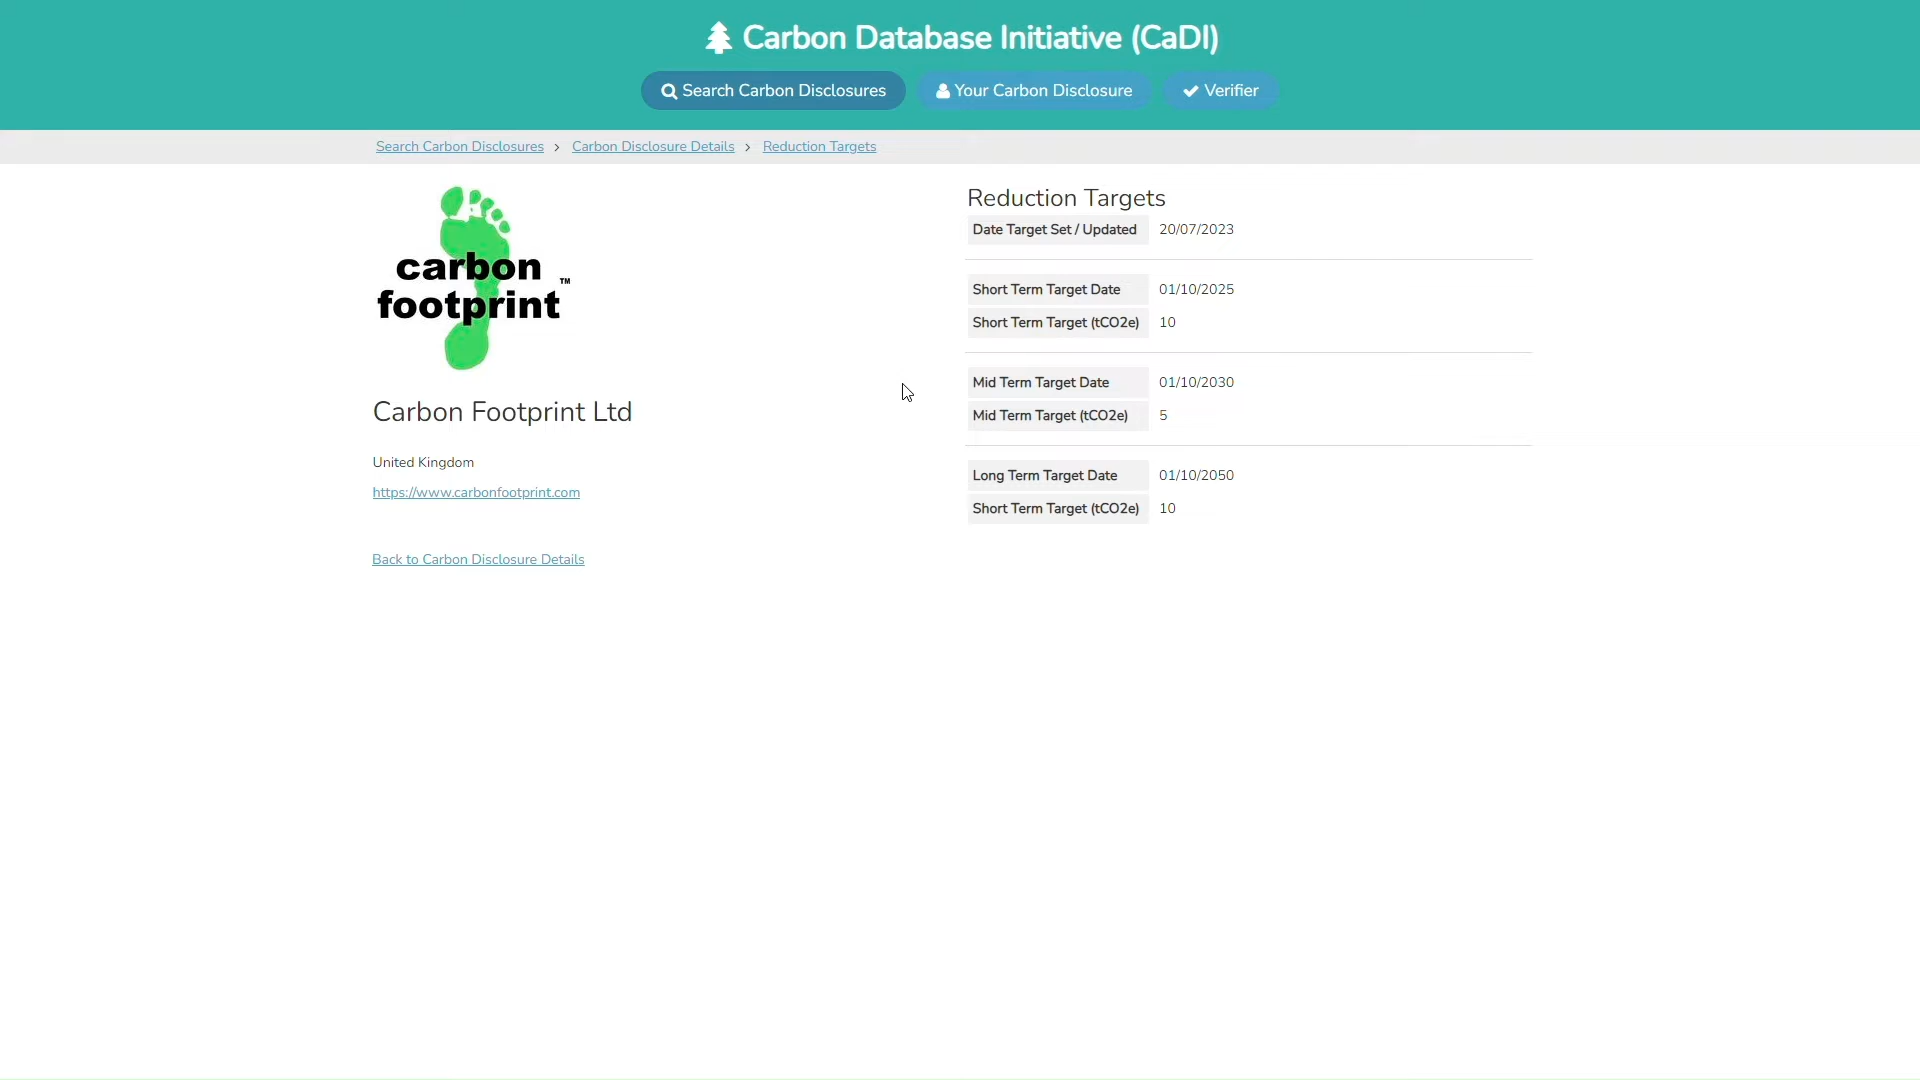 Carbon Database Initiative (CaDI)
Search Carbon Disclosures
Your Carbon Disclosure
Verifier
Search Carbon Disclosures > Carbon Disclosure Details > Reduction Targets
carbon
footprint™
Carbon Footprint Ltd
United Kingdom
https://www.carbonfootprint.com
Back to Carbon Disclosure Details
Reduction Targets
Date Target Set / Updated 20/07/2023
Short Term Target Date 01/10/2025
Short Term Target (tCO2e) 10
Mid Term Target Date 01/10/2030
Mid Term Target (tCO2e) 5
Long Term Target Date 01/10/2050
Short Term Target (tCO2e) 10